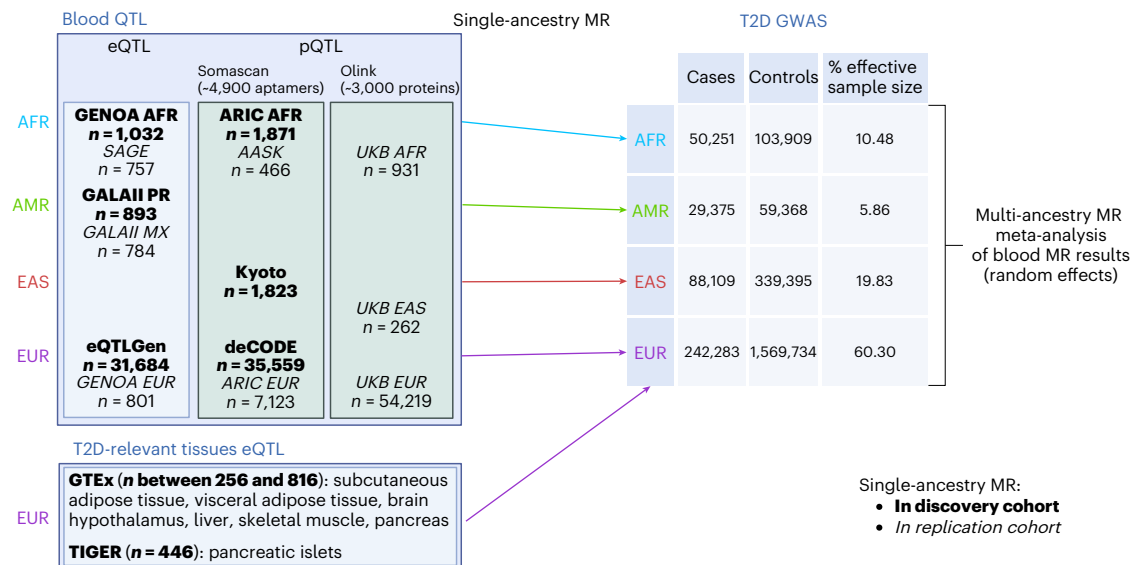 Blood QTL
Single-ancestry MR
T2D GWAS
eQTL
pQTL
Somascan
(~4,900 aptamers)
Olink
(~3,000 proteins)
Cases
Controls
% effective
sample size
AFR
GENOA AFR
n = 1,032
SAGE
n = 757
ARIC AFR
n = 1,871
AASK
n = 466
UKB AFR
n = 931
AFR
50,251
103,909
10.48
AMR
GALAII PR
n = 893
GALAII MX
n = 784
AMR
29,375
59,368
5.86
EAS
Kyoto
n = 1,823
UKB EAS
n = 262
EAS
88,109
339,395
19.83
EUR
eQTLGen
n = 31,684
GENOA EUR
n = 801
deCODE
n = 35,559
ARIC EUR
n = 7,123
UKB EUR
n = 54,219
EUR
242,283
1,569,734
60.30
Multi-ancestry MR
meta-analysis
of blood MR results
(random effects)
T2D-relevant tissues eQTL
EUR
GTEx (n between 256 and 816): subcutaneous
adipose tissue, visceral adipose tissue, brain
hypothalamus, liver, skeletal muscle, pancreas
TIGER (n = 446): pancreatic islets
Single-ancestry MR:
• In discovery cohort
• In replication cohort